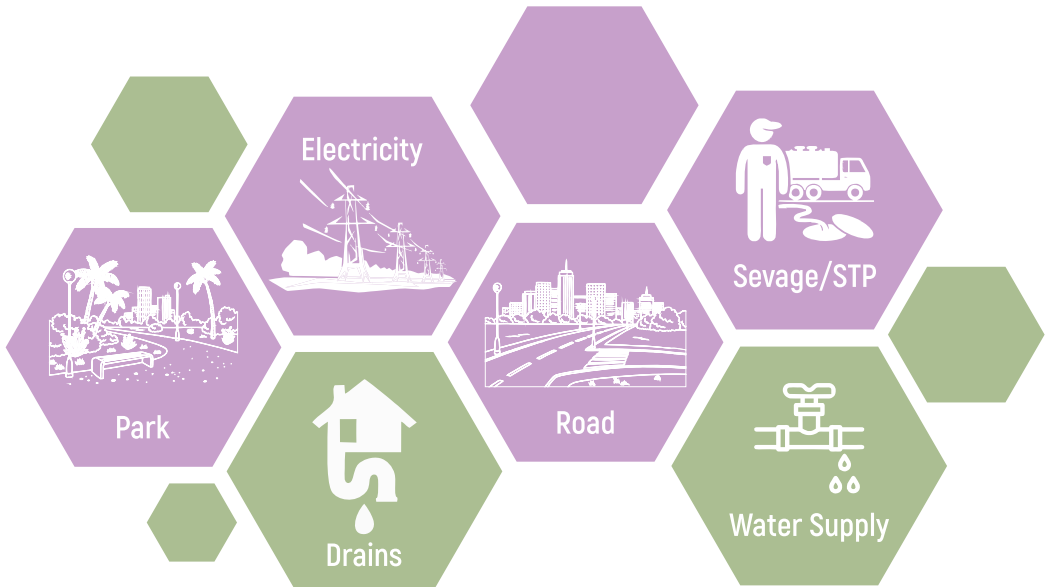 Electricity
Sevage/STP
Park
Road
Water Supply
Drains